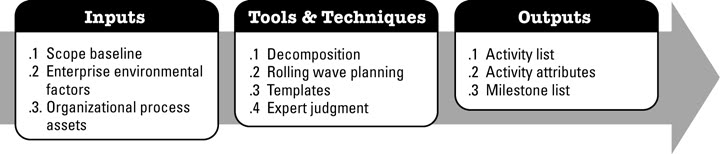 Inputs
.1 Scope baseline
.2 Enterprise environmental
factors
.3. Organizational process
assets
Tools & Techniques
.1 Decomposition
.2 Rolling wave planning
.3 Templates
.4 Expert judgment
Outputs
.1 Activity list
.2 Activity attributes
.3 Milestone list